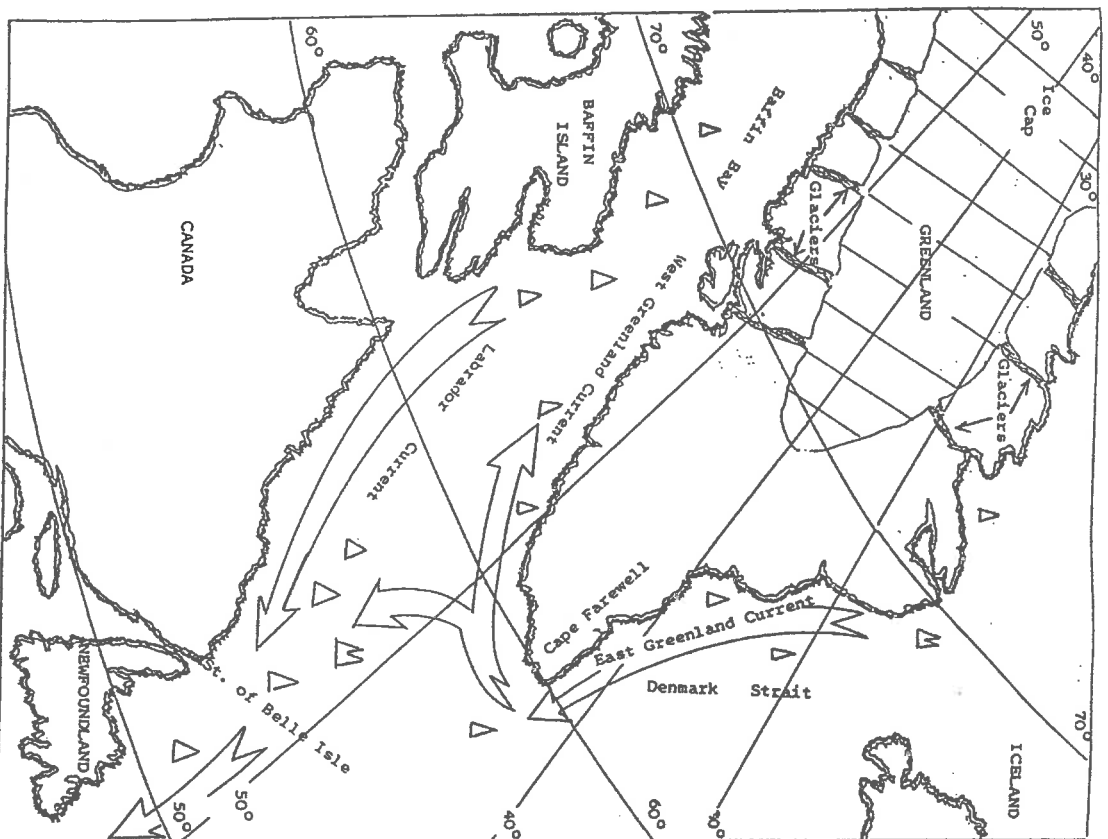 60°
70°
50°
40°
Ice
Cap
30°
Baffin Bay
BAFFIN
ISLAND
Glaciers
GREENLAND
CANADA
West Greenland Current
Glaciers
Labrador
Current
Cape Farewell
East Greenland Current
Denmark Strait
NEWFOUNDLAND
St. of Belle Isle
70°
ICELAND
50°
50°
40°
60°